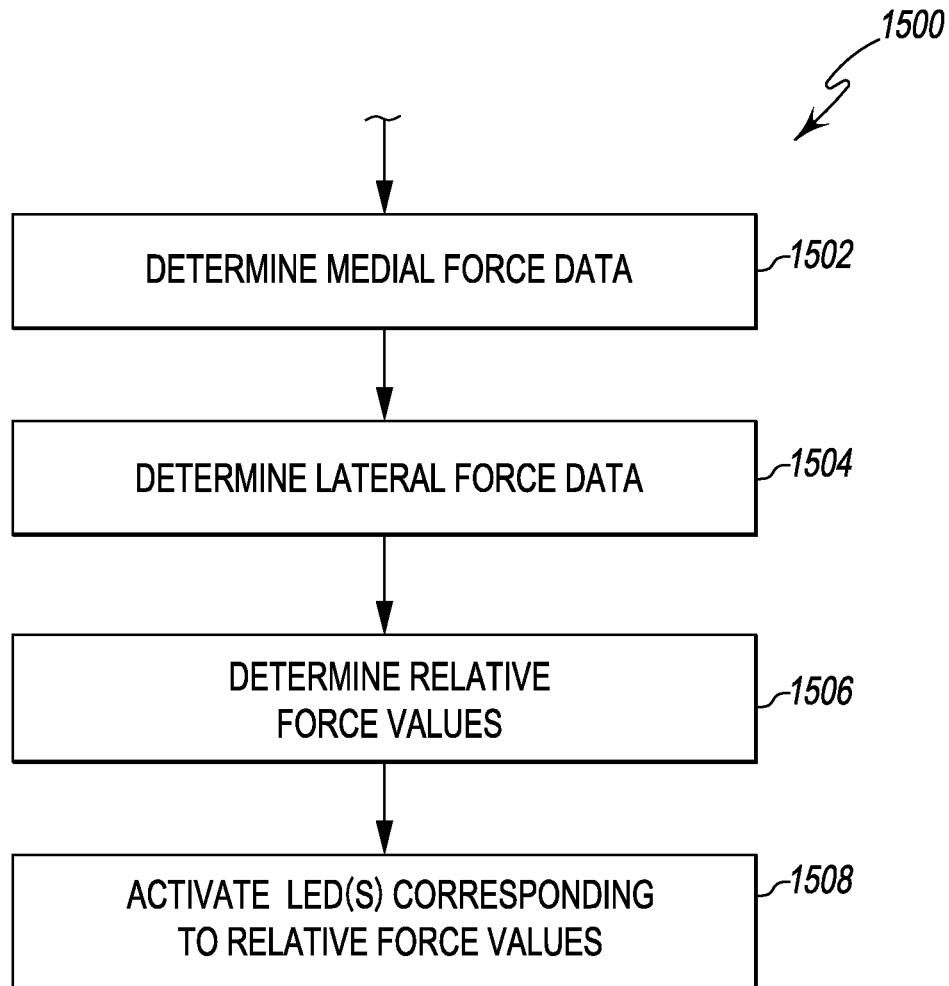 1500
DETERMINE MEDIAL FORCE DATA
1502
DETERMINE LATERAL FORCE DATA
1504
DETERMINE RELATIVE
FORCE VALUES
1506
ACTIVATE LED(S) CORRESPONDING
TO RELATIVE FORCE VALUES
1508